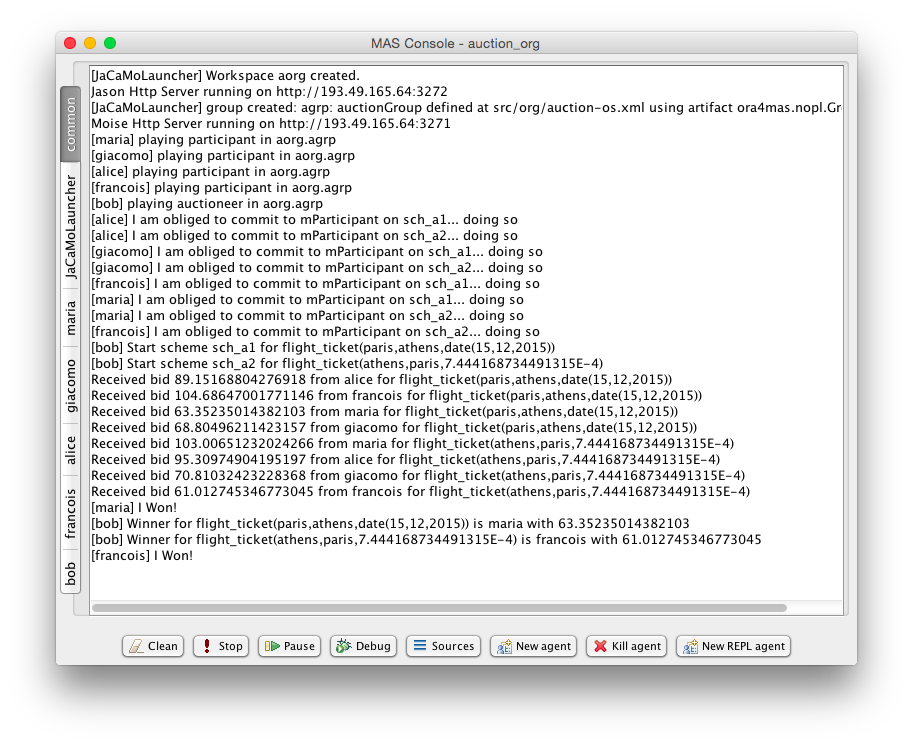 MAS Console - auction_org
common
JaCaMoLauncher
maria
giacomo
alice
francois
bob
[JaCaMoLauncher] Workspace aorg created.
Jason Http Server running on http://193.49.165.64:3272
[JaCaMoLauncher] group created: agrp: auctionGroup defined at src/org/auction-os.xml using artifact ora4mas.nopl.Gr
Moise Http Server running on http://193.49.165.64:3271
[maria] playing participant in aorg.agrp
[giacomo] playing participant in aorg.agrp
[alice] playing participant in aorg.agrp
[francois] playing participant in aorg.agrp
[bob] playing auctioneer in aorg.agrp
[alice] I am obliged to commit to mParticipant on sch_a1... doing so
[alice] I am obliged to commit to mParticipant on sch_a2... doing so
[giacomo] I am obliged to commit to mParticipant on sch_a1... doing so
[giacomo] I am obliged to commit to mParticipant on sch_a2... doing so
[francois] I am obliged to commit to mParticipant on sch_a1... doing so
[maria] I am obliged to commit to mParticipant on sch_a1... doing so
[maria] I am obliged to commit to mParticipant on sch_a2... doing so
[francois] I am obliged to commit to mParticipant on sch_a2... doing so
[bob] Start scheme sch_a1 for flight_ticket(paris,athens,date(15,12,2015))
[bob] Start scheme sch_a2 for flight_ticket(athens,paris,7.444168734491315E-4)
Received bid 89.15168804276918 from alice for flight_ticket(paris,athens,date(15,12,2015))
Received bid 104.68647001771146 from francois for flight_ticket(paris,athens,date(15,12,2015))
Received bid 63.35235014382103 from maria for flight_ticket(paris,athens,date(15,12,2015))
Received bid 68.80496211423157 from giacomo for flight_ticket(paris,athens,date(15,12,2015))
Received bid 103.00651232024266 from maria for flight_ticket(athens,paris,7.444168734491315E-4)
Received bid 95.30974904195197 from alice for flight_ticket(athens,paris,7.444168734491315E-4)
Received bid 70.81032423228368 from giacomo for flight_ticket(athens,paris,7.444168734491315E-4)
Received bid 61.012745346773045 from francois for flight_ticket(athens,paris,7.444168734491315E-4)
[maria] I Won!
[bob] Winner for flight_ticket(paris,athens,date(15,12,2015)) is maria with 63.35235014382103
[bob] Winner for flight_ticket(athens,paris,7.444168734491315E-4) is francois with 61.012745346773045
[francois] I Won!
Clean Stop Pause Debug Sources New agent Kill agent New REPL agent